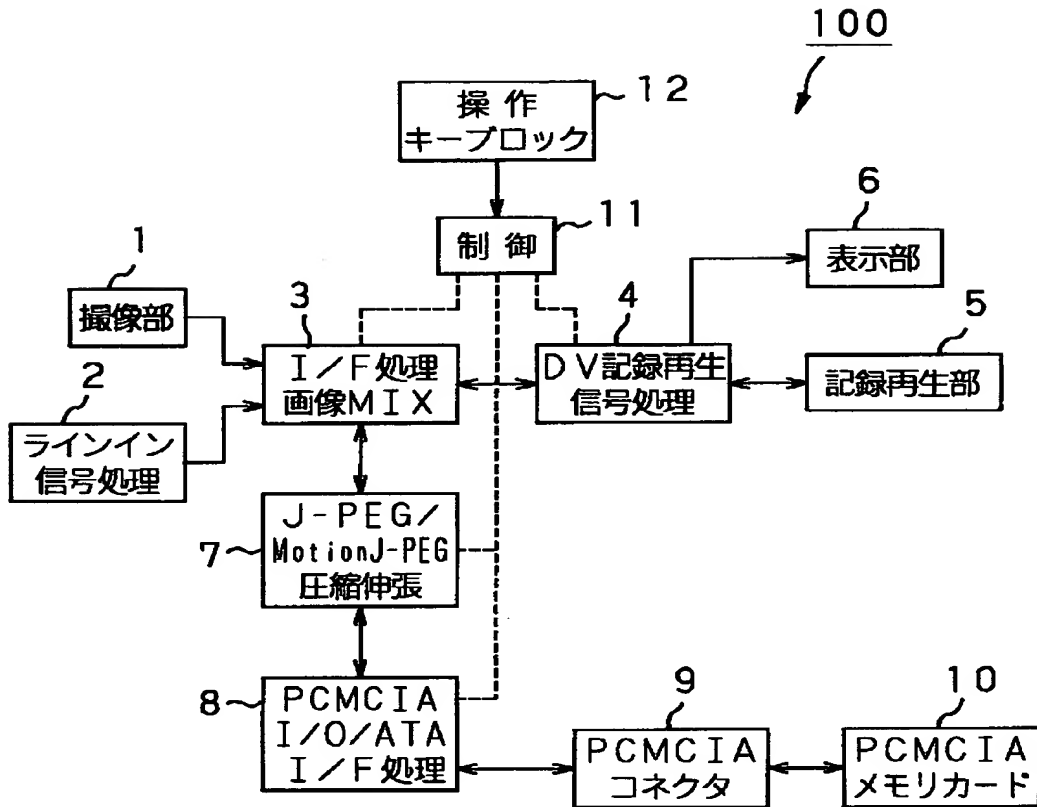 100
操作
キーブロック
12
制御
11
6
表示部
1
撮像部
3
I/F処理
画像MIX
4
DV記録再生
信号処理
5
記録再生部
2
ラインイン
信号処理
7
J-PEG/
MotionJ-PEG
圧縮伸張
8
PCMCIA
I/O/ATA
I/F処理
9
PCMCIA
コネクタ
10
PCMCIA
メモリカード